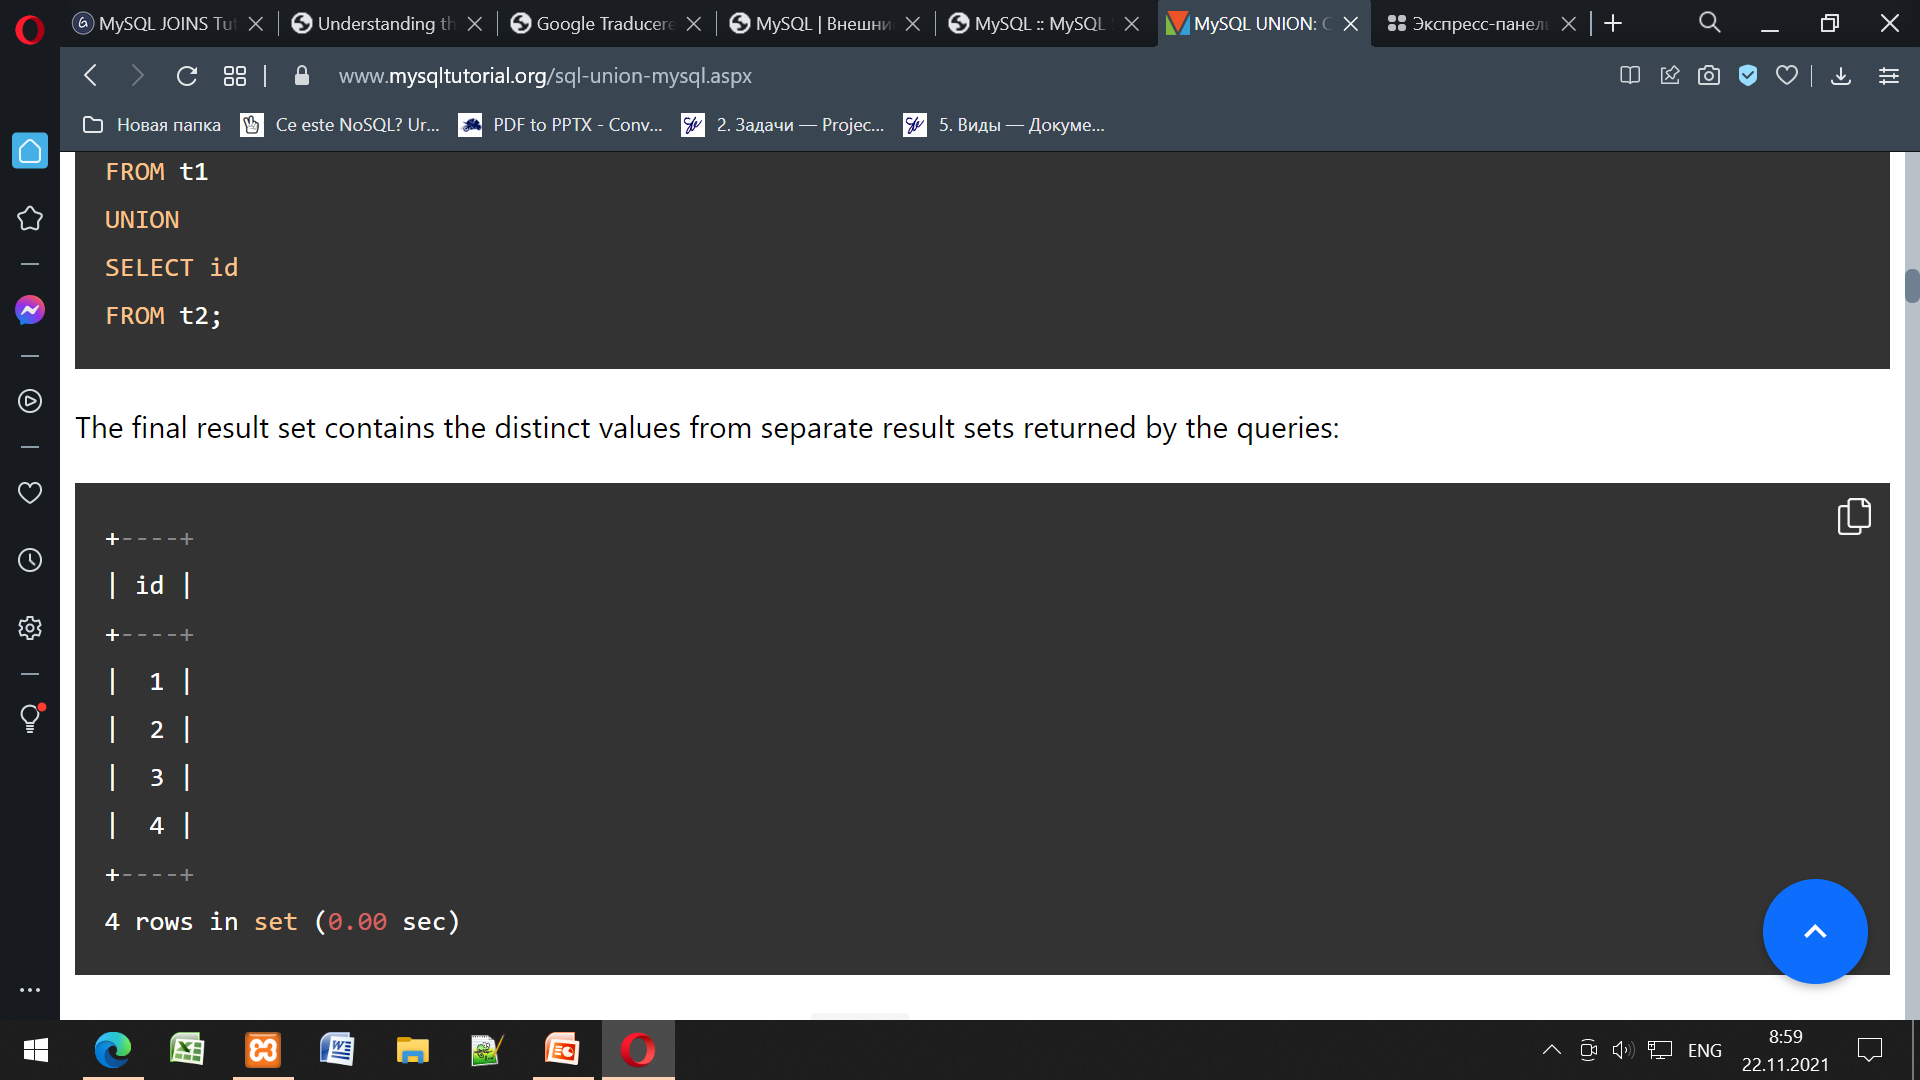 MySQL JOINS Tut
Understanding th
Google Traducere
MySQL | Внешни
MySQL :: MySQL
MySQL UNION: C
Экспресс-панель
www.mysqltutorial.org/sql-union-mysql.aspx
Новая папка
Ce este NoSQL? Ur...
PDF to PPTX - Conv...
2. Задачи — Projec...
5. Виды — Докуме...
FROM t1
UNION
SELECT id
FROM t2;
The final result set contains the distinct values from separate result sets returned by the queries:
+----+
| id |
+----+
| 1 |
| 2 |
| 3 |
| 4 |
+----+
4 rows in set (0.00 sec)
ENG
8:59
22.11.2021